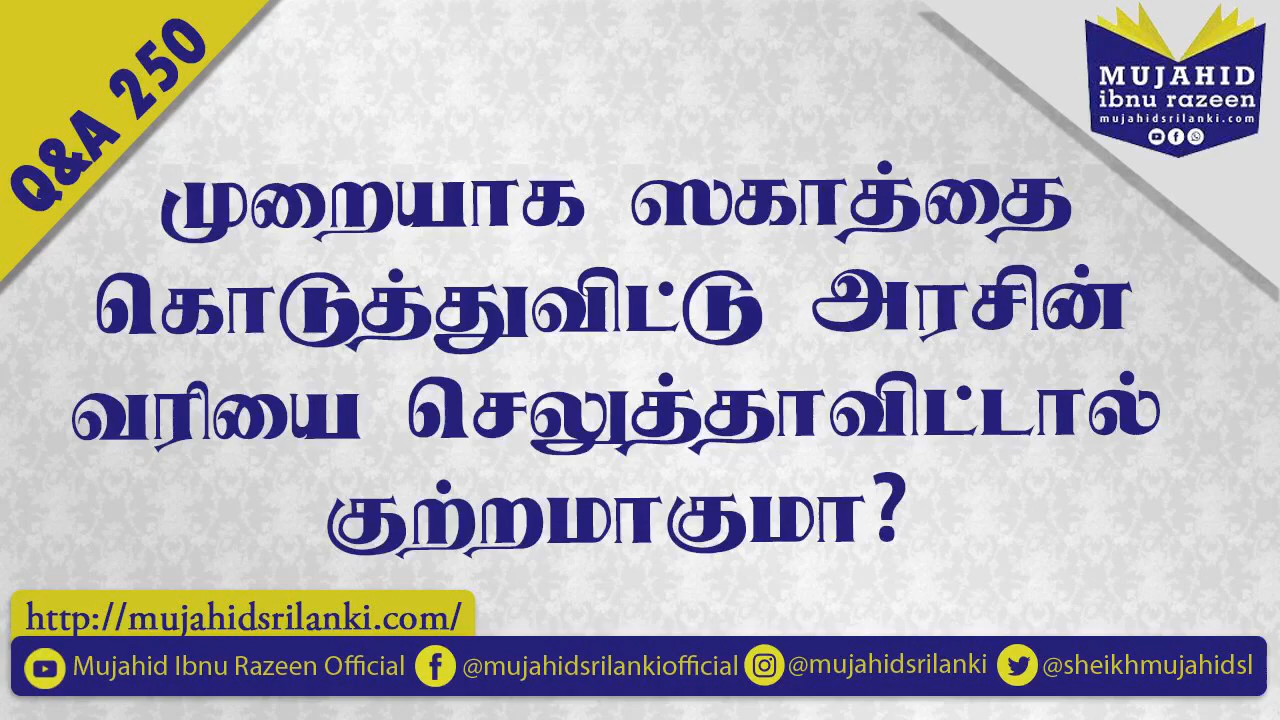 Q&A 250
MUJAHID
ibnu razeen
mujahidsrilanki.com
முறையாக ஸகாத்தை
கொடுத்துவிட்டு அரசின்
வரியை செலுத்தாவிட்டால்
குற்றமாகுமா?
http://mujahidsrilanki.com/
Mujahid Ibnu Razeen Official @mujahidsrilankiofficial @mujahidsrilanki @sheikhmujahidsl